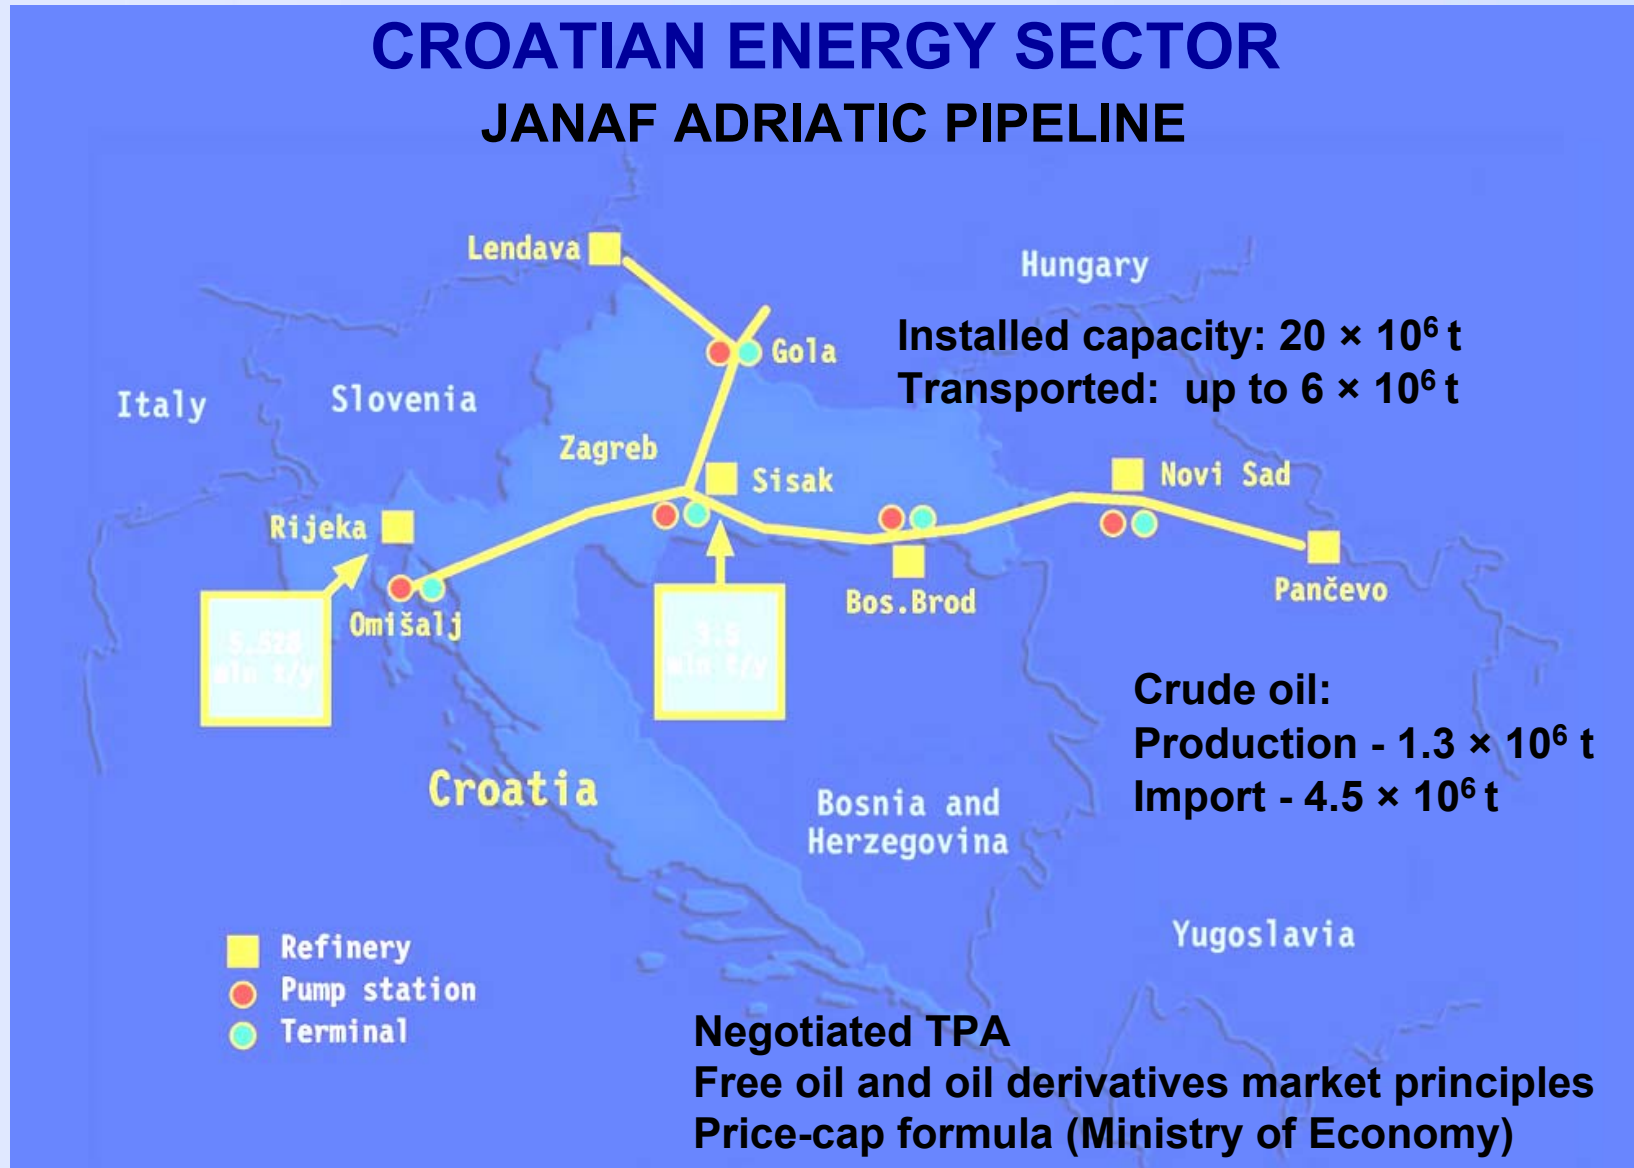 CROATIAN ENERGY SECTOR
JANAF ADRIATIC PIPELINE
Lendava
Hungary
Installed capacity: 20 × 10⁶ t
Transported: up to 6 × 10⁶ t
Gola
Italy
Slovenia
Zagreb
Sisak
Novi Sad
Rijeka
Omišalj
Bos.Brod
Pančevo
mln t/y
mln t/y
Crude oil:
Production - 1.3 × 10⁶ t
Import - 4.5 × 10⁶ t
Croatia
Bosnia and
Herzegovina
Yugoslavia
Refinery
Pump station
Terminal
Negotiated TPA
Free oil and oil derivatives market principles
Price-cap formula (Ministry of Economy)